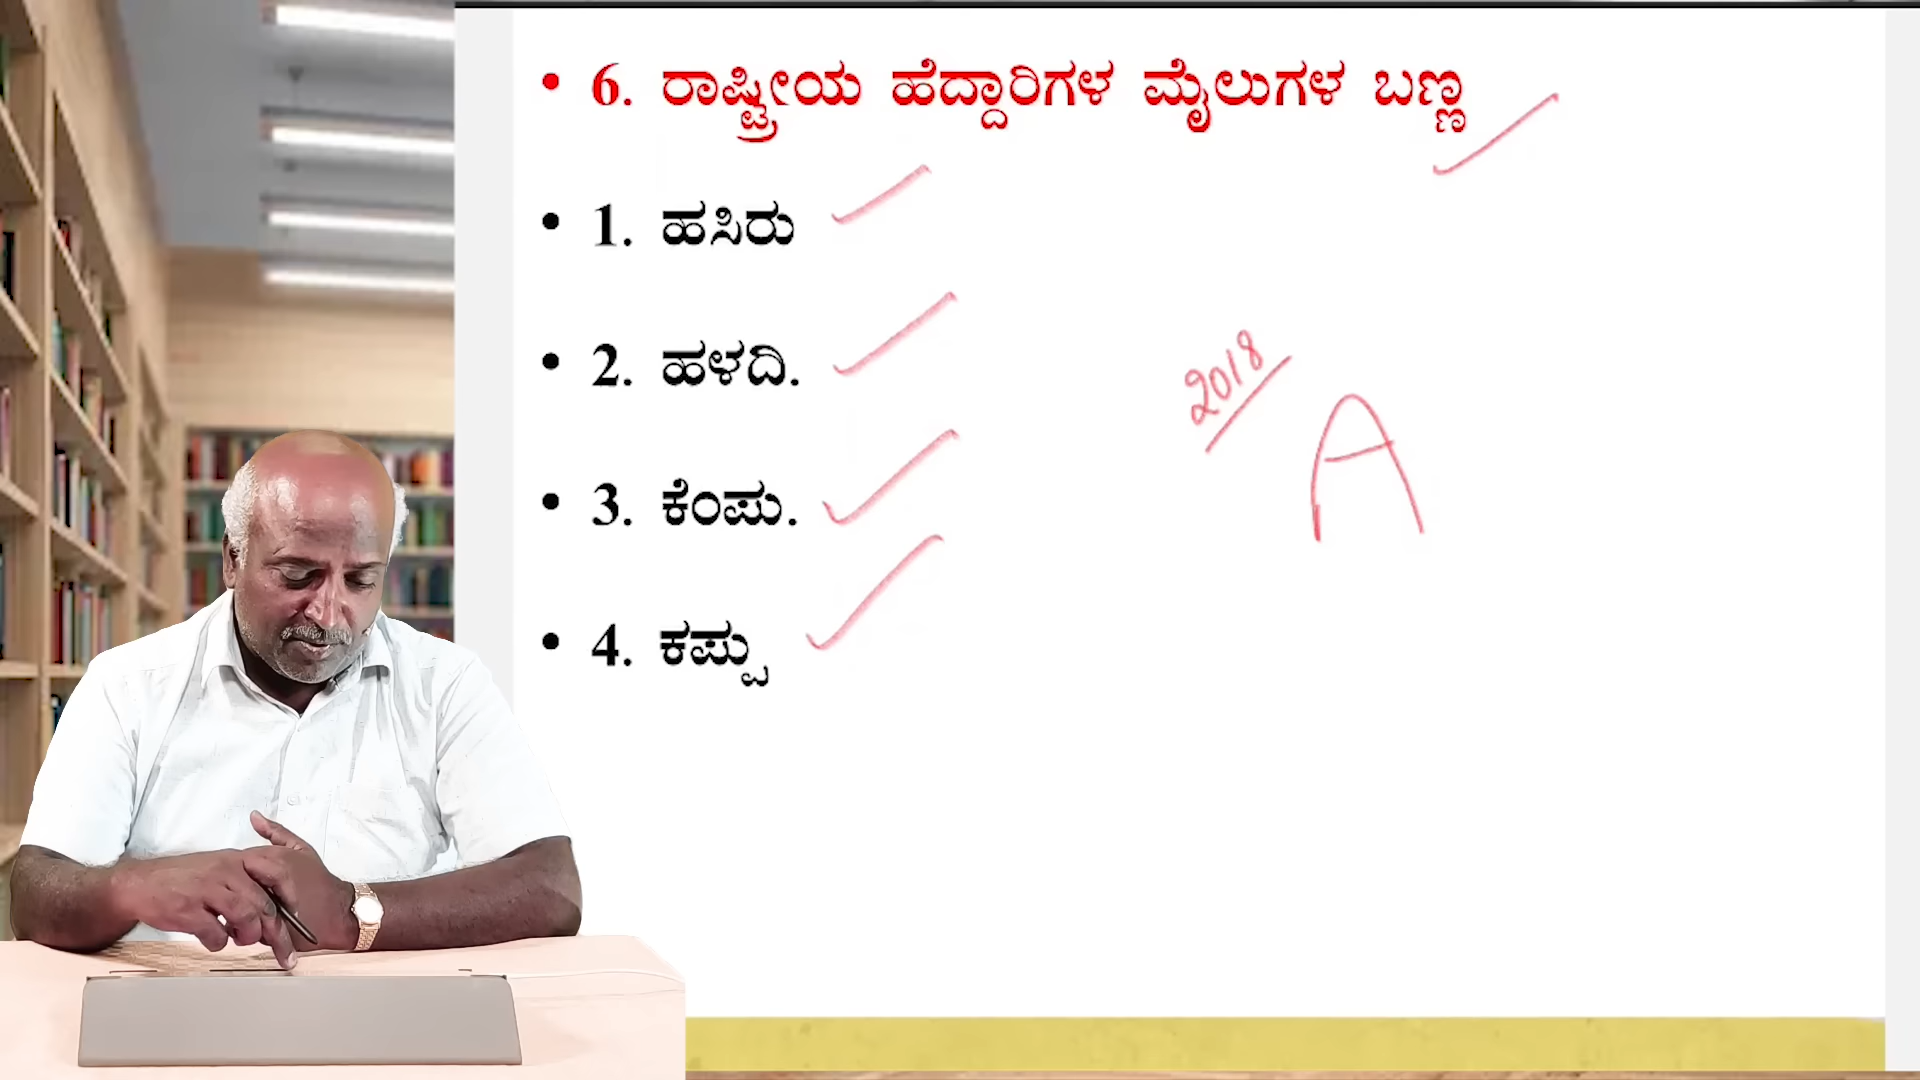 • 6. ರಾಷ್ಟ್ರೀಯ ಹೆದ್ದಾರಿಗಳ ಮೈಲುಗಳ ಬಣ್ಣ
• 1. ಹಸಿರು
• 2. ಹಳದಿ.
• 3. ಕೆಂಪು.
• 4. ಕಪ್ಪು
2018
A